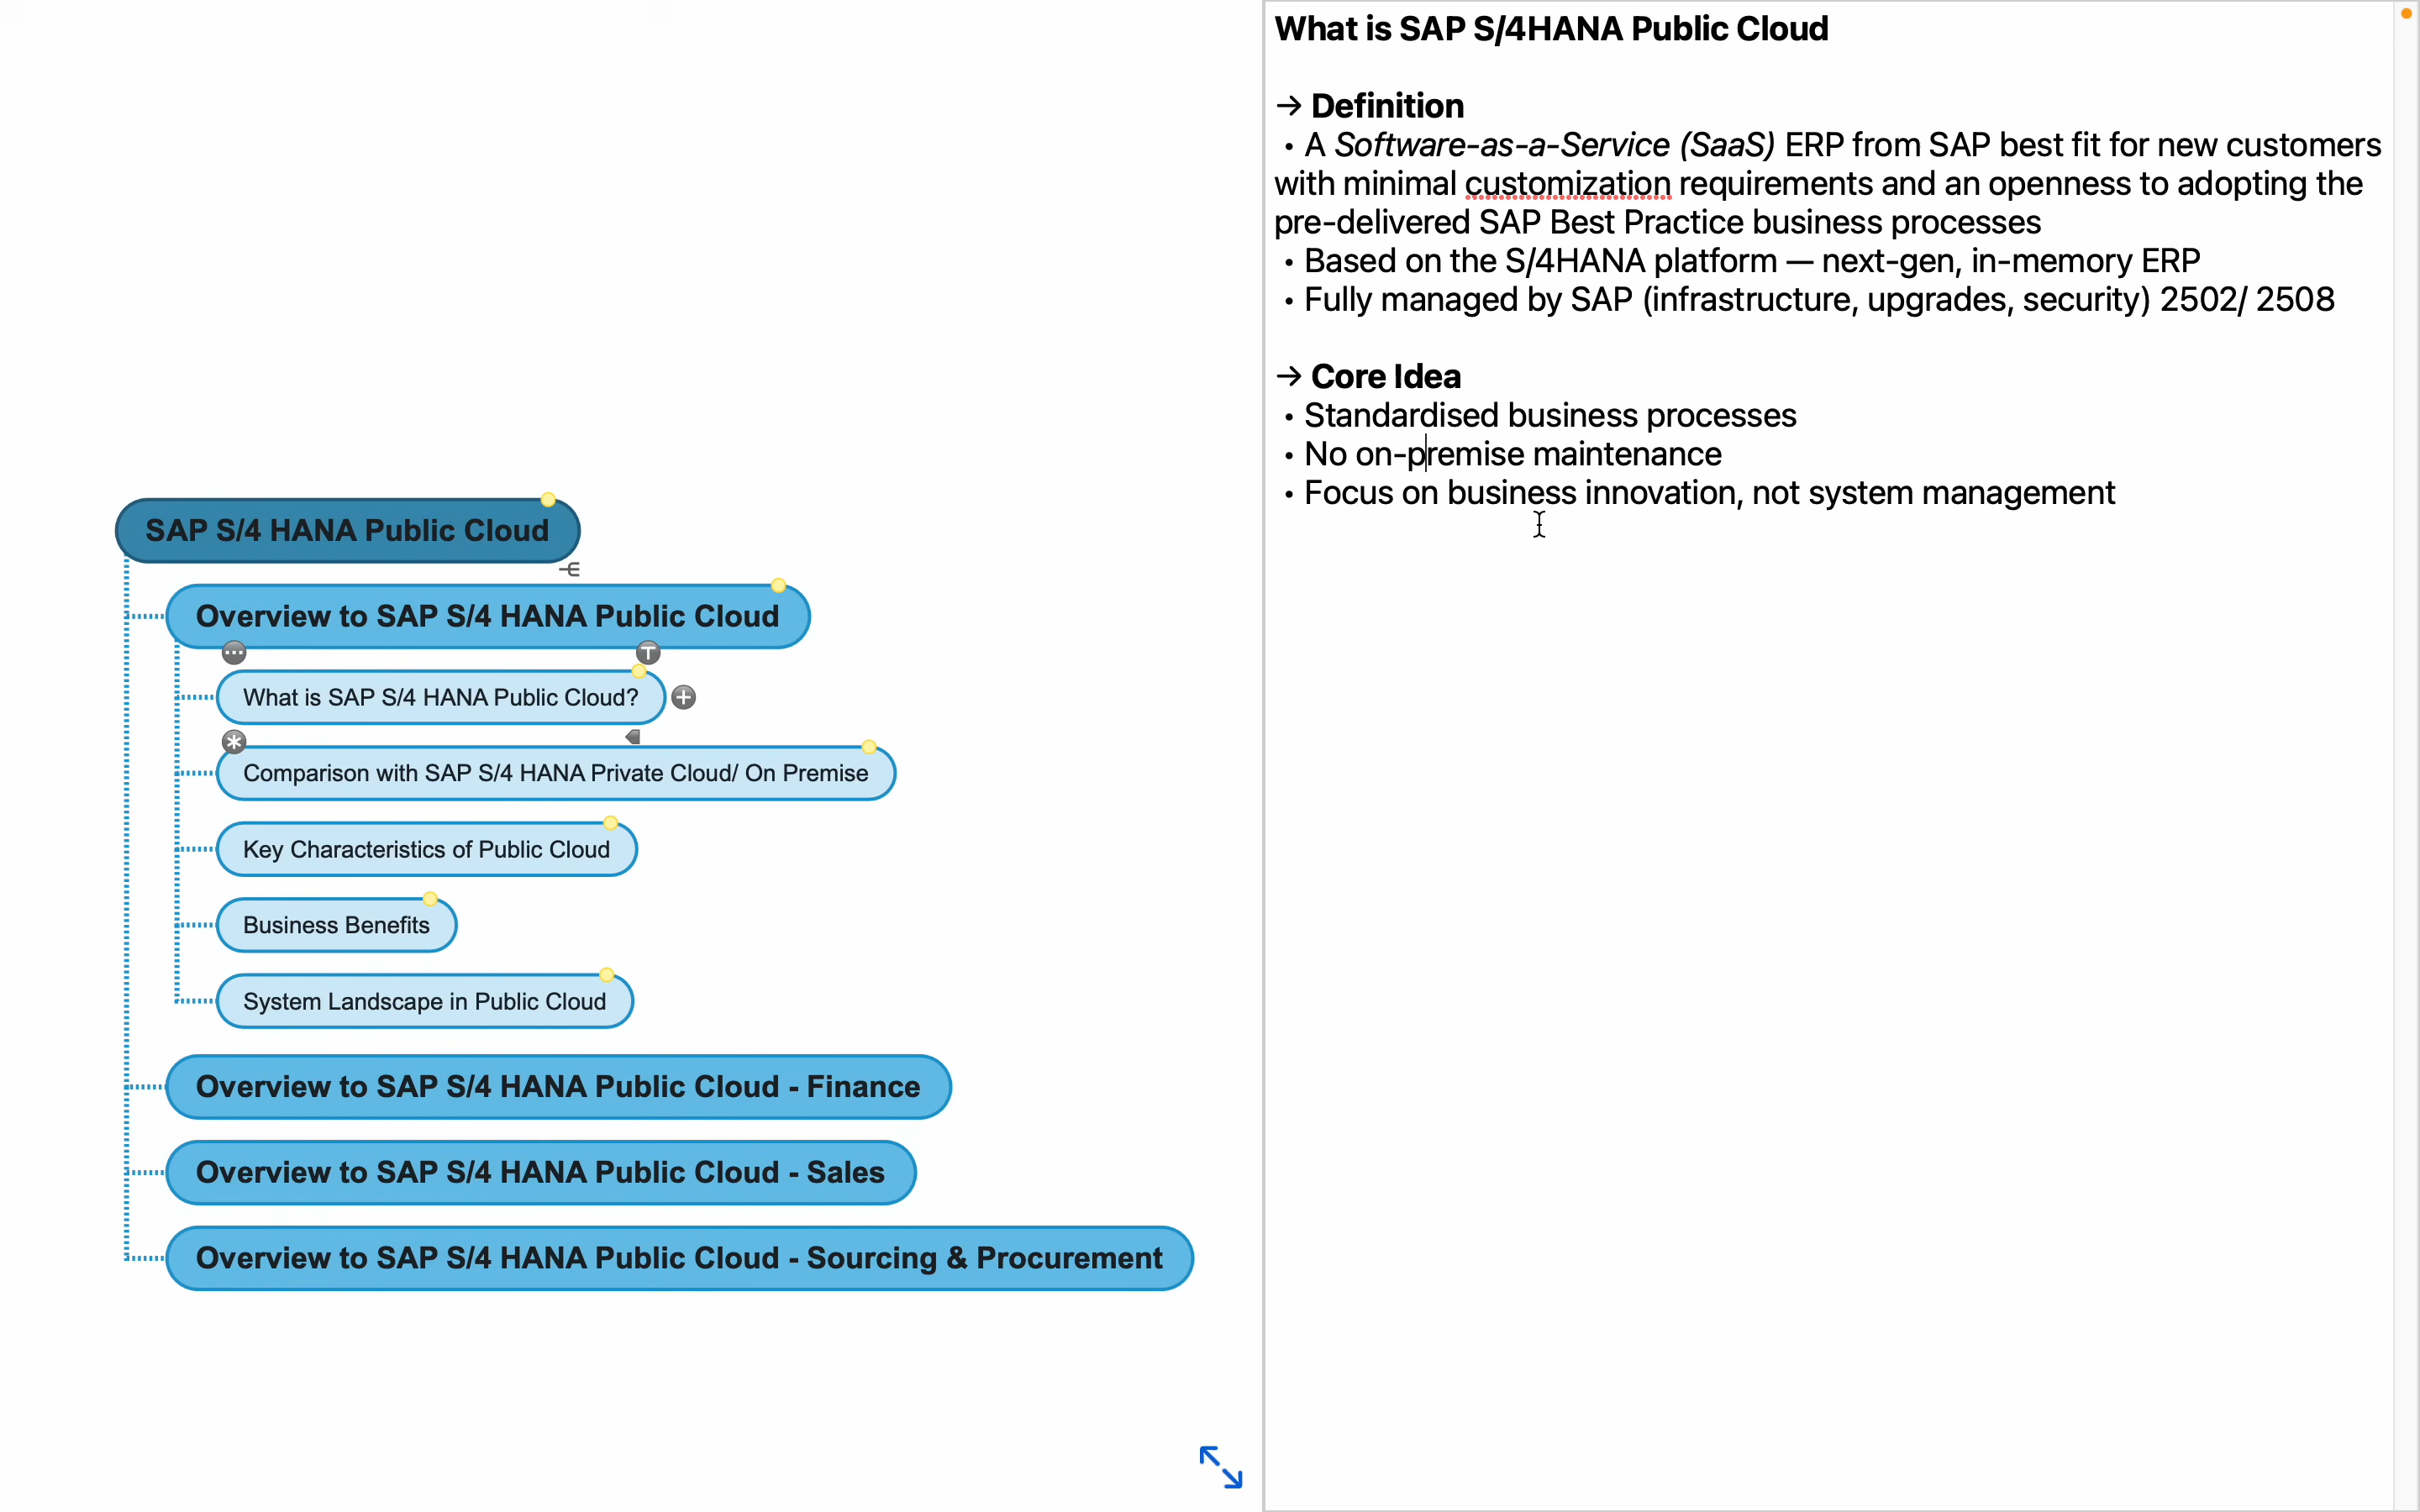 SAP S/4 HANA Public Cloud
Overview to SAP S/4 HANA Public Cloud
What is SAP S/4 HANA Public Cloud?
Comparison with SAP S/4 HANA Private Cloud/ On Premise
Key Characteristics of Public Cloud
Business Benefits
System Landscape in Public Cloud
Overview to SAP S/4 HANA Public Cloud - Finance
Overview to SAP S/4 HANA Public Cloud - Sales
Overview to SAP S/4 HANA Public Cloud - Sourcing & Procurement
What is SAP S/4HANA Public Cloud
→ Definition
• A Software-as-a-Service (SaaS) ERP from SAP best fit for new customers
with minimal customization requirements and an openness to adopting the
pre-delivered SAP Best Practice business processes
• Based on the S/4HANA platform — next-gen, in-memory ERP
• Fully managed by SAP (infrastructure, upgrades, security) 2502/ 2508
→ Core Idea
• Standardised business processes
• No on-premise maintenance
• Focus on business innovation, not system management